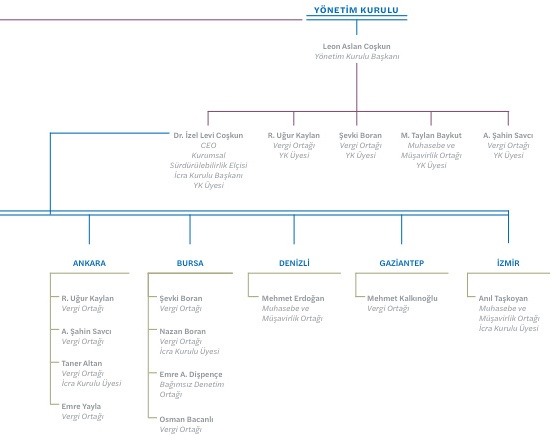 YÖNETİM KURULU
Leon Aslan Coşkun
Yönetim Kurulu Başkanı
Dr. İzel Levi Coşkun
CEO
Kurumsal
Sürdürülebilirlik Elçisi
İcra Kurulu Başkanı
YK Üyesi
R. Uğur Kaylan
Vergi Ortağı
YK Üyesi
Şevki Boran
Vergi Ortağı
YK Üyesi
M. Taylan Baykut
Muhasebe ve
Müşavirlik Ortağı
YK Üyesi
A. Şahin Savcı
Vergi Ortağı
YK Üyesi
ANKARA
R. Uğur Kaylan
Vergi Ortağı
A. Şahin Savcı
Vergi Ortağı
Taner Altan
Vergi Ortağı
İcra Kurulu Üyesi
Emre Yayla
Vergi Ortağı
BURSA
Şevki Boran
Vergi Ortağı
Nazan Boran
Vergi Ortağı
İcra Kurulu Üyesi
Emre A. Dişpençe
Bağımsız Denetim
Ortağı
Osman Bacanlı
Vergi Ortağı
DENİZLİ
Mehmet Erdoğan
Muhasebe ve
Müşavirlik Ortağı
GAZİANTEP
Mehmet Kalkınoğlu
Vergi Ortağı
İZMİR
Anıl Taşkoyan
Muhasebe ve
Müşavirlik Ortağı
İcra Kurulu Üyesi